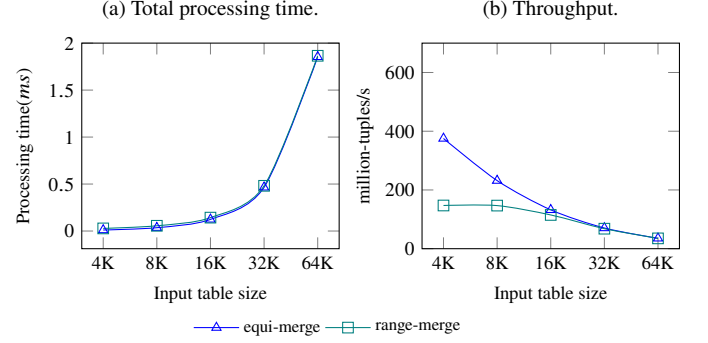 (a) Total processing time.
2
1.5
1
0.5
0
Processing time(ms)
4K 8K 16K 32K 64K
Input table size
(b) Throughput.
600
400
200
0
million-tuples/s
4K 8K 16K 32K 64K
Input table size
equi-merge range-merge